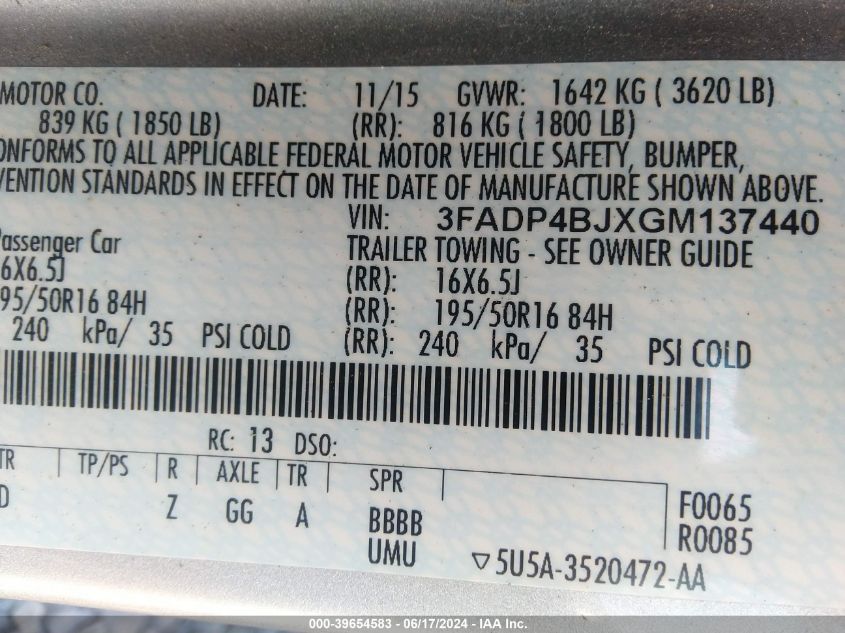 MOTOR CO. DATE: 11/15 GVWR: 1642 KG ( 3620 LB)
839 KG ( 1850 LB) (RR): 816 KG ( 1800 LB)
ONFORMS TO ALL APPLICABLE FEDERAL MOTOR VEHICLE SAFETY, BUMPER,
VENTION STANDARDS IN EFFECT ON THE DATE OF MANUFACTURE SHOWN ABOVE.
VIN: 3FADP4BJXGM137440
Passenger Car TRAILER TOWING - SEE OWNER GUIDE
16X6.5J (RR): 16X6.5J
195/50R16 84H (RR): 195/50R16 84H
240 kPa/ 35 PSI COLD (RR): 240 kPa/ 35 PSI COLD
RC: 13 DSO:
TR | TP/PS | R | AXLE | TR | SPR
D Z GG A BBBB F0065
UMU R0085
▽5U5A-3520472-AA
000-39654583 - 06/17/2024 - IAA Inc.